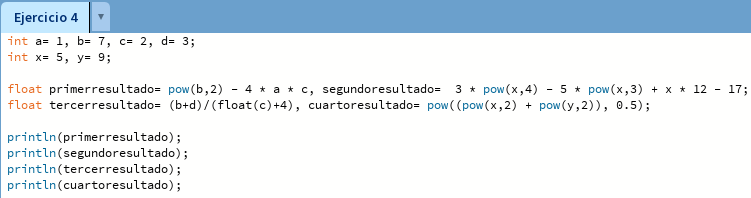 Ejercicio 4
int a= 1, b= 7, c= 2, d= 3;
int x= 5, y= 9;
float primerresultado= pow(b,2) - 4 * a * c, segundoresultado=  3 * pow(x,4) - 5 * pow(x,3) + x * 12 - 17;
float tercerresultado= (b+d)/(float(c)+4), cuartoresultado= pow((pow(x,2) + pow(y,2)), 0.5);
println(primerresultado);
println(segundoresultado);
println(tercerresultado);
println(cuartoresultado);